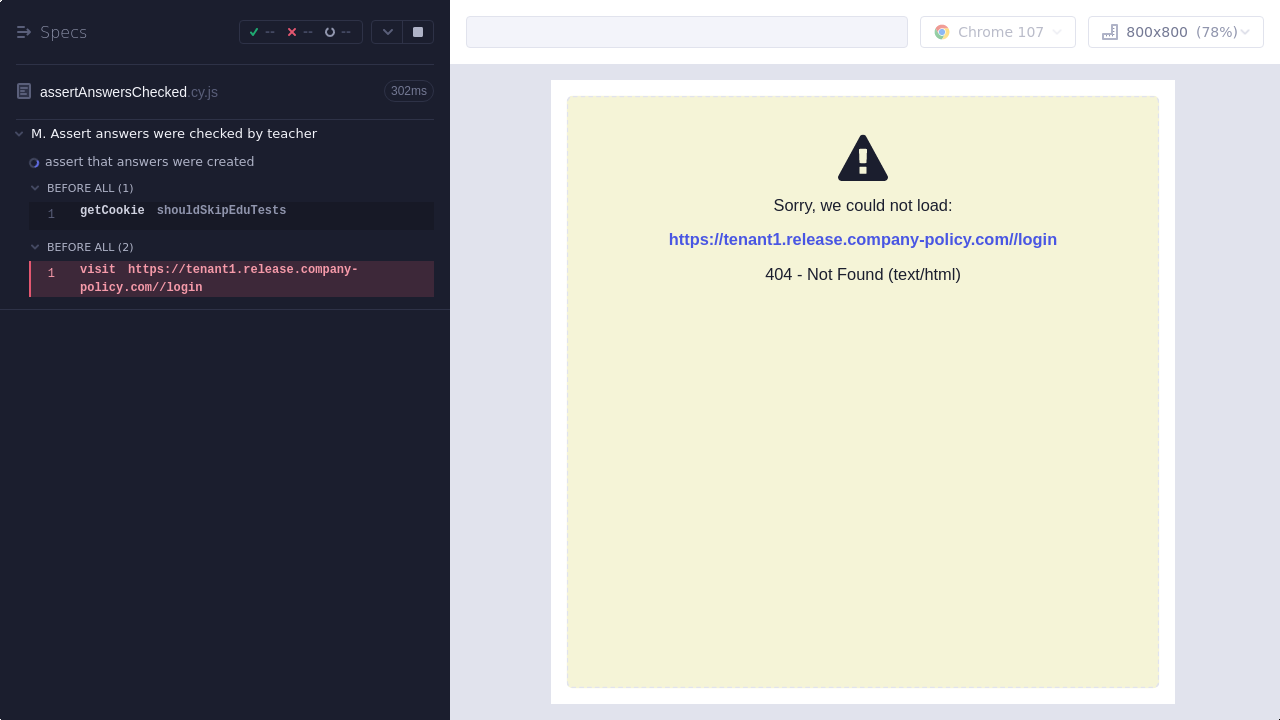 Specs
-- -- --
assertAnswersChecked.cy.js 302ms
M. Assert answers were checked by teacher
assert that answers were created
BEFORE ALL (1)
1 getCookie shouldSkipEduTests
BEFORE ALL (2)
1 visit https://tenant1.release.company-
policy.com//login
Chrome 107
800x800 (78%)
Sorry, we could not load:
https://tenant1.release.company-policy.com//login
404 - Not Found (text/html)